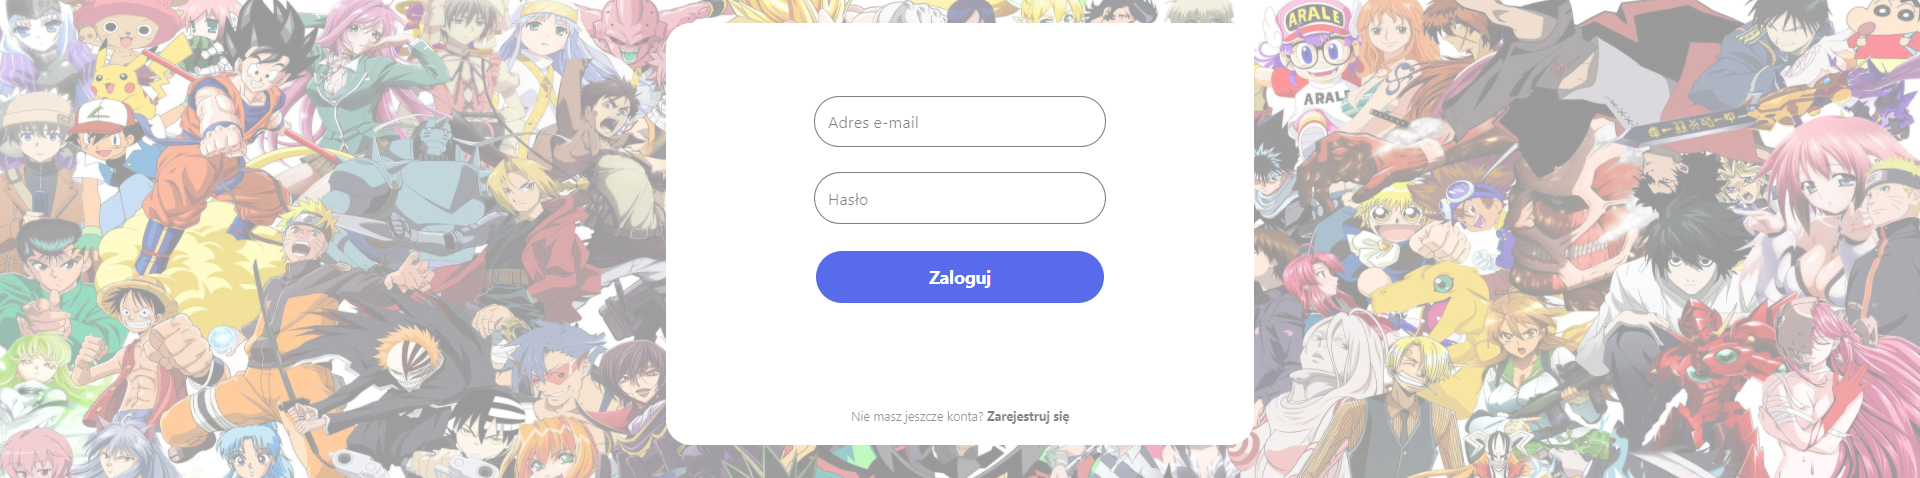 ARALE
ARALE
Adres e-mail
Hasło
Zaloguj
Nie masz jeszcze konta? Zarejestruj się